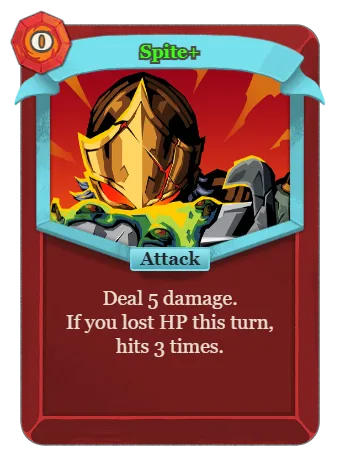 0
Spite+
Attack
Deal 5 damage.
If you lost HP this turn,
hits 3 times.